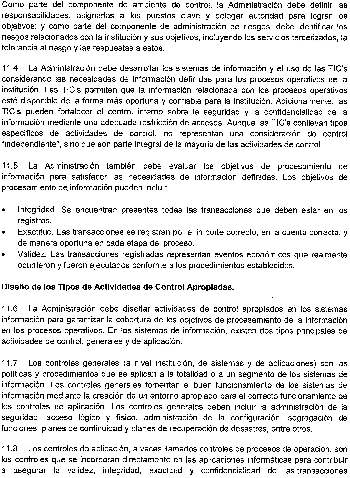 Como parte del componente de ambiente de control, la Administración debe definir las
responsabilidades, asignarlas a los puestos clave y delegar autoridad para lograr los
objetivos; y como parte del componente de administración de riesgos, debe identificar los
riesgos relacionados con la institución y sus objetivos, incluyendo los servicios tercerizados, la
tolerancia al riesgo y las respuestas a éstos.
11.4 La Administración debe desarrollar los sistemas de información y el uso de las TIC's
considerando las necesidades de información definidas para los procesos operativos de la
institución. Las TIC's permiten que la información relacionada con los procesos operativos
esté disponible de la forma más oportuna y confiable para la institución. Adicionalmente, las
TIC's pueden fortalecer el control interno sobre la seguridad y la confidencialidad de la
información mediante una adecuada restricción de accesos. Aunque las TIC's conllevan tipos
específicos de actividades de control, no representan una consideración de control
"independiente", sino que son parte integral de la mayoría de las actividades de control.
11.5 La Administración también debe evaluar los objetivos de procesamiento de
información para satisfacer las necesidades de información definidas. Los objetivos de
procesamiento de información pueden incluir:
• Integridad. Se encuentran presentes todas las transacciones que deben estar en los
registros.
• Exactitud. Las transacciones se registran por el importe correcto, en la cuenta correcta, y
de manera oportuna en cada etapa del proceso.
• Validez. Las transacciones registradas representan eventos económicos que realmente
ocurrieron y fueron ejecutados conforme a los procedimientos establecidos.
Diseño de los Tipos de Actividades de Control Apropiadas.
11.6 La Administración debe diseñar actividades de control apropiadas en los sistemas
información para garantizar la cobertura de los objetivos de procesamiento de la información
en los procesos operativos. En los sistemas de información, existen dos tipos principales de
actividades de control: generales y de aplicación.
11.7 Los controles generales (a nivel institución, de sistemas y de aplicaciones) son las
políticas y procedimientos que se aplican a la totalidad o a un segmento de los sistemas de
información. Los controles generales fomentan el buen funcionamiento de los sistemas de
información mediante la creación de un entorno apropiado para el correcto funcionamiento de
los controles de aplicación. Los controles generales deben incluir la administración de la
seguridad, acceso lógico y físico, administración de la configuración, segregación de
funciones, planes de continuidad y planes de recuperación de desastres, entre otros.
11.8 Los controles de aplicación, a veces llamados controles de procesos de operación, son
los controles que se incorporan directamente en las aplicaciones informáticas para contribuir
a asegurar la validez, integridad, exactitud y confidencialidad de las transacciones